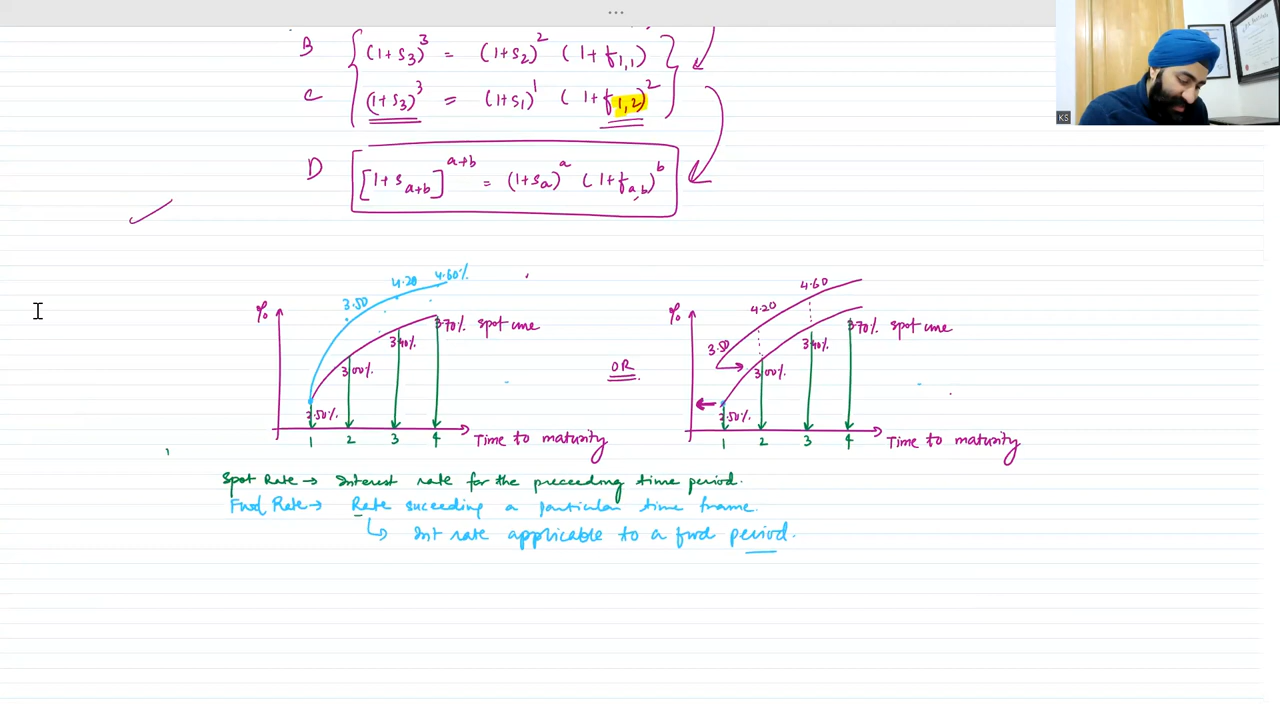 B (1+s₃)³ = (1+s₂)² (1+f₁,₁)
C (1+s₃)³ = (1+s₁)¹ (1+f₁,₂)²
D [1+s a+b]^a+b = (1+sₐ)^a (1+f a,b)^b
% 3.50 4.20 4.60%
2.50% 3.00% 3.40% 3.70% Spot curve
1 2 3 4 Time to maturity
OR
% 3.50 4.20 4.60
2.50% 3.00% 3.40% 3.70% Spot curve
1 2 3 4 Time to maturity
Spot Rate → Interest rate for the preceeding time period.
Fwd Rate → Rate suceeding a particular time frame.
↳ Int rate applicable to a fwd period.
KS